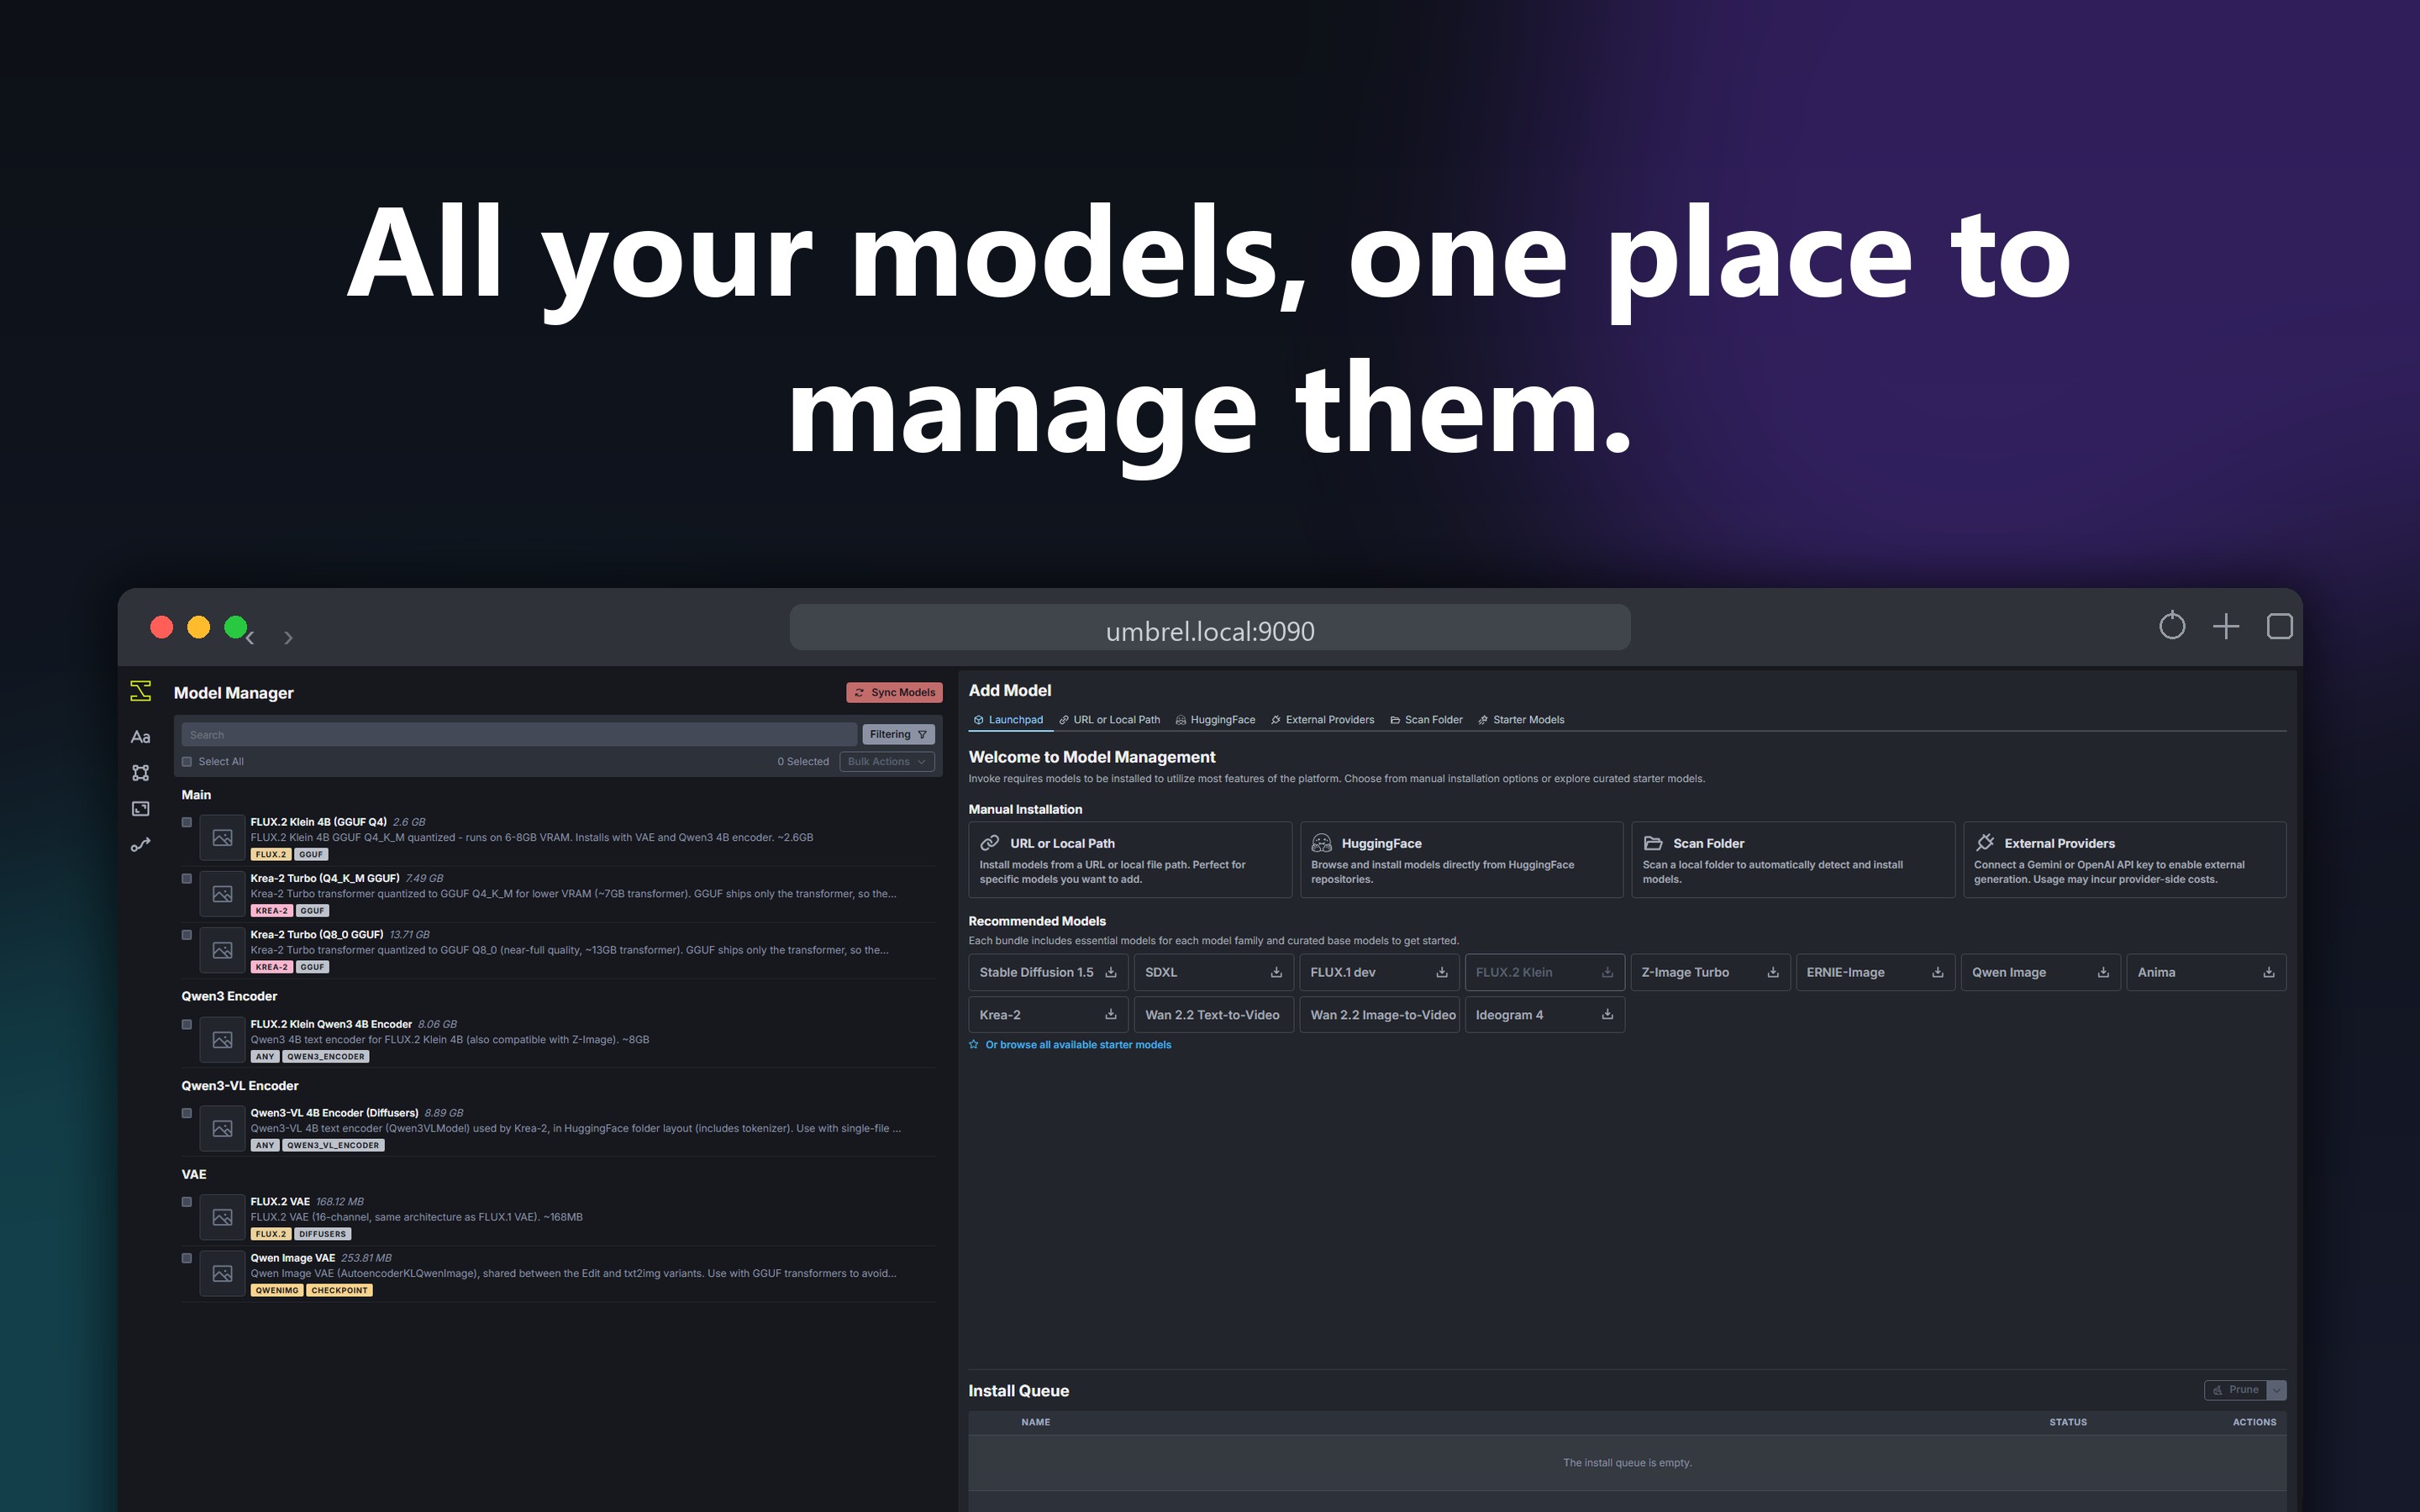 All your models, one place to
manage them.
umbrel.local:9090
Model Manager
Sync Models
Search
Filtering
Select All
0 Selected
Bulk Actions
Main
FLUX.2 Klein 4B (GGUF Q4) 2.6 GB
FLUX.2 Klein 4B GGUF Q4_K_M quantized - runs on 6-8GB VRAM. Installs with VAE and Qwen3 4B encoder. ~2.6GB
FLUX.2 GGUF
Krea-2 Turbo (Q4_K_M GGUF) 7.49 GB
Krea-2 Turbo transformer quantized to GGUF Q4_K_M for lower VRAM (~7GB transformer). GGUF ships only the transformer, so the...
KREA-2 GGUF
Krea-2 Turbo (Q8_0 GGUF) 13.71 GB
Krea-2 Turbo transformer quantized to GGUF Q8_0 (near-full quality, ~13GB transformer). GGUF ships only the transformer, so the...
KREA-2 GGUF
Qwen3 Encoder
FLUX.2 Klein Qwen3 4B Encoder 8.06 GB
Qwen3 4B text encoder for FLUX.2 Klein 4B (also compatible with Z-Image). ~8GB
ANY QWEN3_ENCODER
Qwen3-VL Encoder
Qwen3-VL 4B Encoder (Diffusers) 8.89 GB
Qwen3-VL 4B text encoder (Qwen3VLModel) used by Krea-2, in HuggingFace folder layout (includes tokenizer). Use with single-file ...
ANY QWEN3_VL_ENCODER
VAE
FLUX.2 VAE 168.12 MB
FLUX.2 VAE (16-channel, same architecture as FLUX.1 VAE). ~168MB
FLUX.2 DIFFUSERS
Qwen Image VAE 253.81 MB
Qwen Image VAE (AutoencoderKLQwenImage), shared between the Edit and txt2img variants. Use with GGUF transformers to avoid...
QWENIMG CHECKPOINT
Add Model
Launchpad URL or Local Path HuggingFace External Providers Scan Folder Starter Models
Welcome to Model Management
Invoke requires models to be installed to utilize most features of the platform. Choose from manual installation options or explore curated starter models.
Manual Installation
URL or Local Path
Install models from a URL or local file path. Perfect for
specific models you want to add.
HuggingFace
Browse and install models directly from HuggingFace
repositories.
Scan Folder
Scan a local folder to automatically detect and install
models.
External Providers
Connect a Gemini or OpenAI API key to enable external
generation. Usage may incur provider-side costs.
Recommended Models
Each bundle includes essential models for each model family and curated base models to get started.
Stable Diffusion 1.5 SDXL FLUX.1 dev FLUX.2 Klein Z-Image Turbo ERNIE-Image Qwen Image Anima
Krea-2 Wan 2.2 Text-to-Video Wan 2.2 Image-to-Video Ideogram 4
Or browse all available starter models
Install Queue
Prune
NAME STATUS ACTIONS
The install queue is empty.